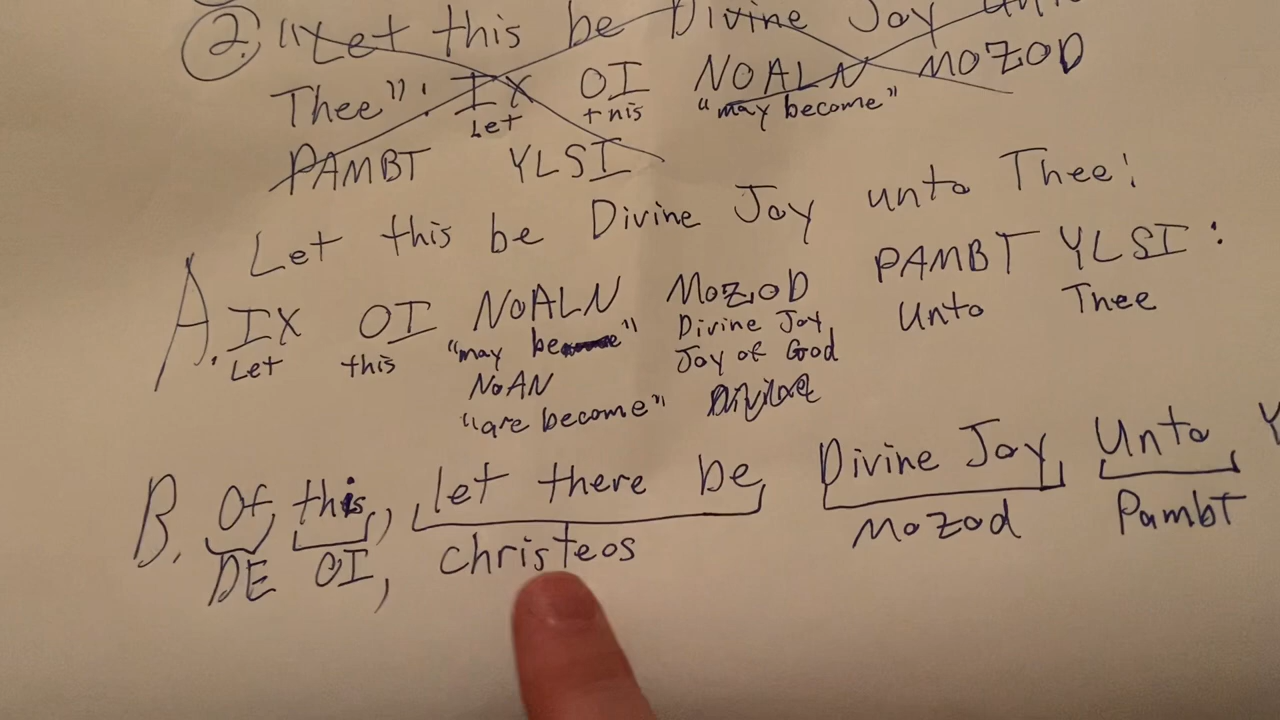 2. "Let this be Divine Joy unto
Thee": IX OI NOALN MOZOD
Let this "may become"
PAMBT YLSI
Let this be Divine Joy unto Thee:
A. IX OI NOALN MOZOD PAMBT YLSI:
Let this "may be" Divine Joy, Unto Thee
NOAN Joy of God
"are become"
B. Of this, let there be Divine Joy Unto Y
DE OI, christeos Mozod Pambt